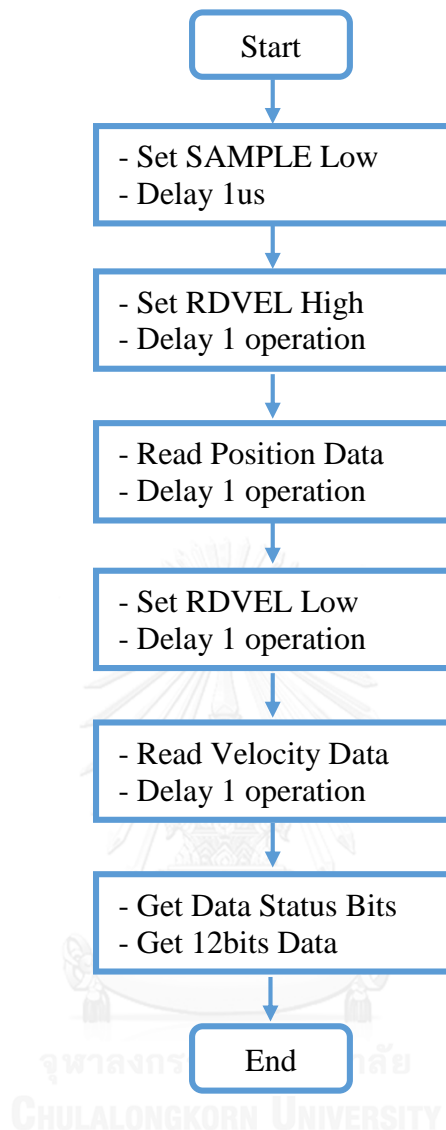 Start
- Set SAMPLE Low
- Delay 1us
- Set RDVEL High
- Delay 1 operation
- Read Position Data
- Delay 1 operation
- Set RDVEL Low
- Delay 1 operation
- Read Velocity Data
- Delay 1 operation
- Get Data Status Bits
- Get 12bits Data
End
CHULALONGKORN UNIVERSITY